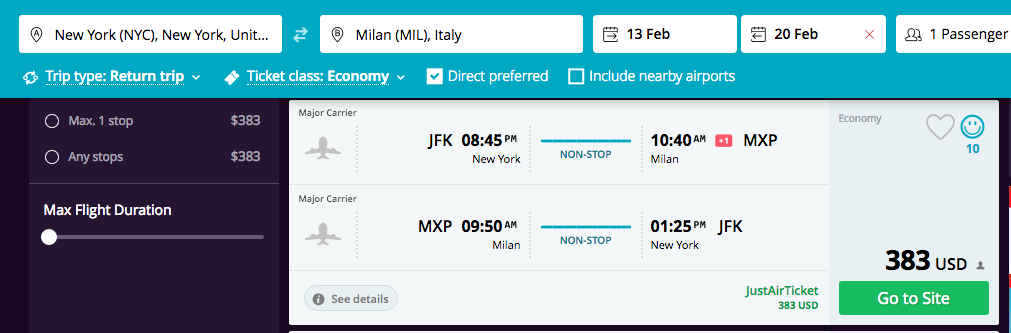 New York (NYC), New York, Unit...
Milan (MIL), Italy
13 Feb
20 Feb
1 Passenger
Trip type: Return trip
Ticket class: Economy
Direct preferred
Include nearby airports
Max. 1 stop $383
Any stops $383
Max Flight Duration
Major Carrier
JFK 08:45 PM
New York
NON-STOP
10:40 AM +1 MXP
Milan
Major Carrier
MXP 09:50 AM
Milan
NON-STOP
01:25 PM JFK
New York
See details
JustAirTicket
383 USD
Economy
10
383 USD
Go to Site